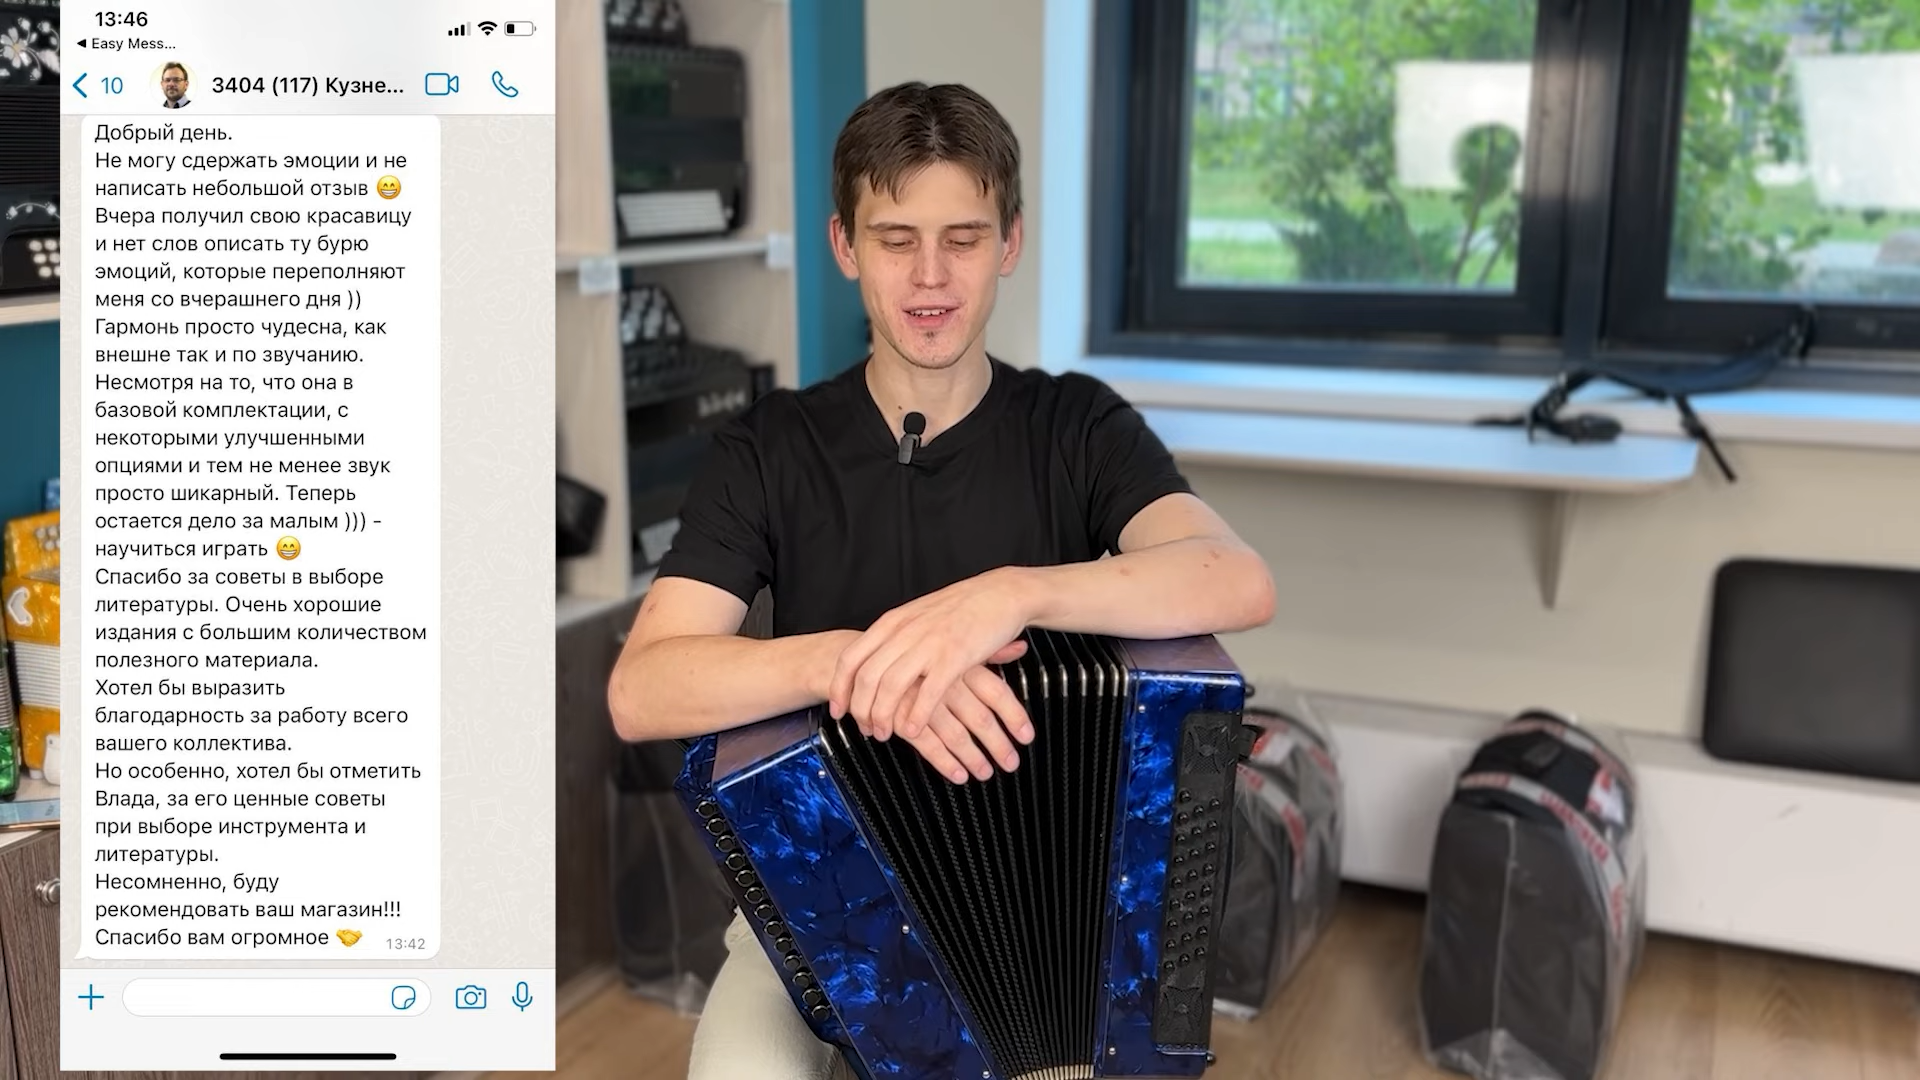 13:46
Easy Mess...
10
3404 (117) Кузне...
Добрый день.
Не могу сдержать эмоции и не
написать небольшой отзыв 😁
Вчера получил свою красавицу
и нет слов описать ту бурю
эмоций, которые переполняют
меня со вчерашнего дня ))
Гармонь просто чудесна, как
внешне так и по звучанию.
Несмотря на то, что она в
базовой комплектации, с
некоторыми улучшенными
опциями и тем не менее звук
просто шикарный. Теперь
остается дело за малым ))) -
научиться играть 😁
Спасибо за советы в выборе
литературы. Очень хорошие
издания с большим количеством
полезного материала.
Хотел бы выразить
благодарность за работу всего
вашего коллектива.
Но особенно, хотел бы отметить
Влада, за его ценные советы
при выборе инструмента и
литературы.
Несомненно, буду
рекомендовать ваш магазин!!!
Спасибо вам огромное 🤝
13:42